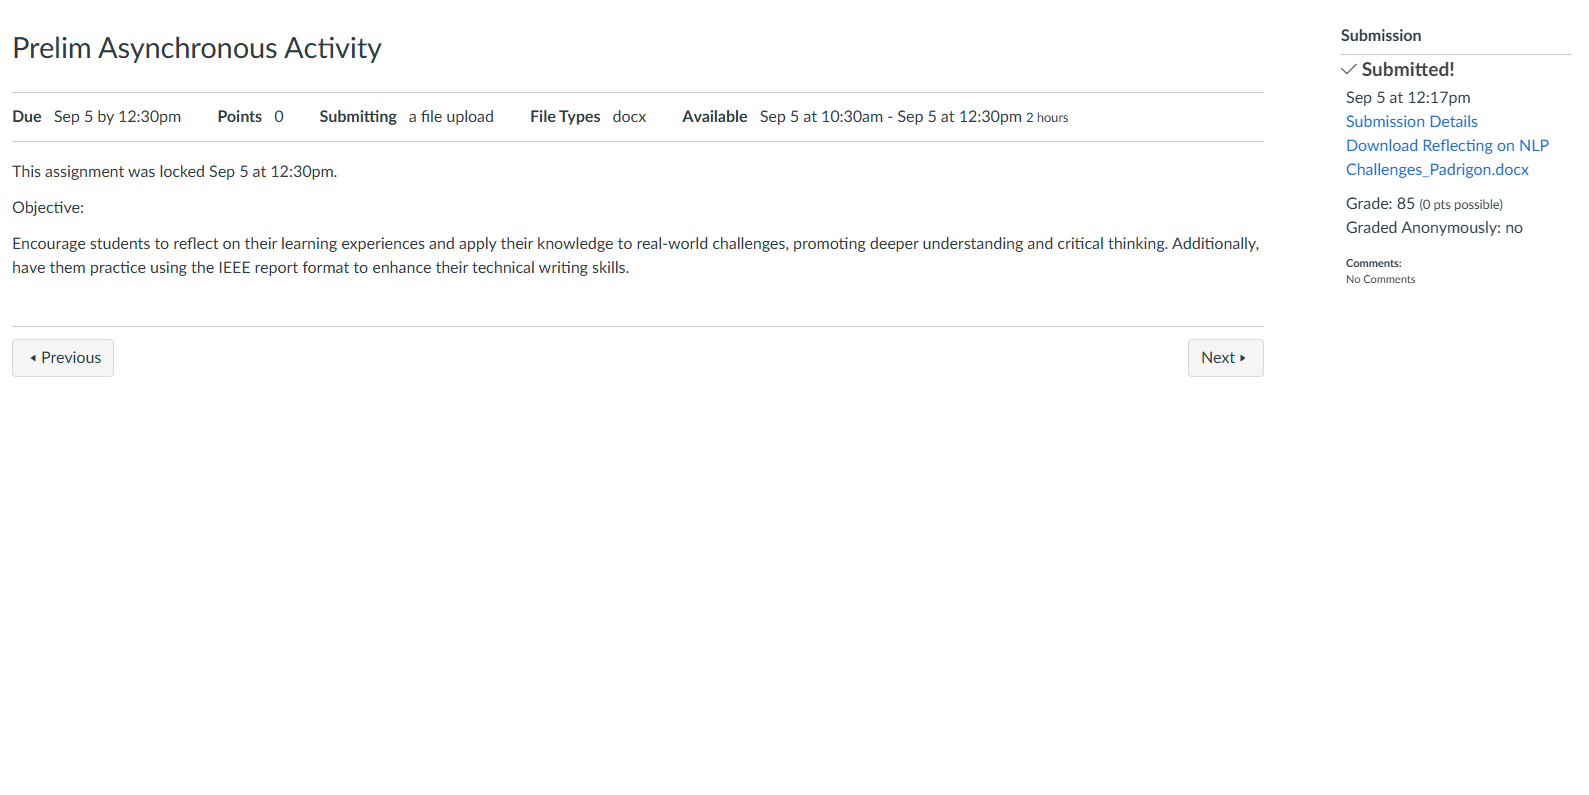 Prelim Asynchronous Activity
Due Sep 5 by 12:30pm Points 0 Submitting a file upload File Types docx Available Sep 5 at 10:30am - Sep 5 at 12:30pm 2 hours
This assignment was locked Sep 5 at 12:30pm.
Objective:
Encourage students to reflect on their learning experiences and apply their knowledge to real-world challenges, promoting deeper understanding and critical thinking. Additionally,
have them practice using the IEEE report format to enhance their technical writing skills.
Previous
Next
Submission
Submitted!
Sep 5 at 12:17pm
Submission Details
Download Reflecting on NLP
Challenges_Padrigon.docx
Grade: 85 (0 pts possible)
Graded Anonymously: no
Comments:
No Comments